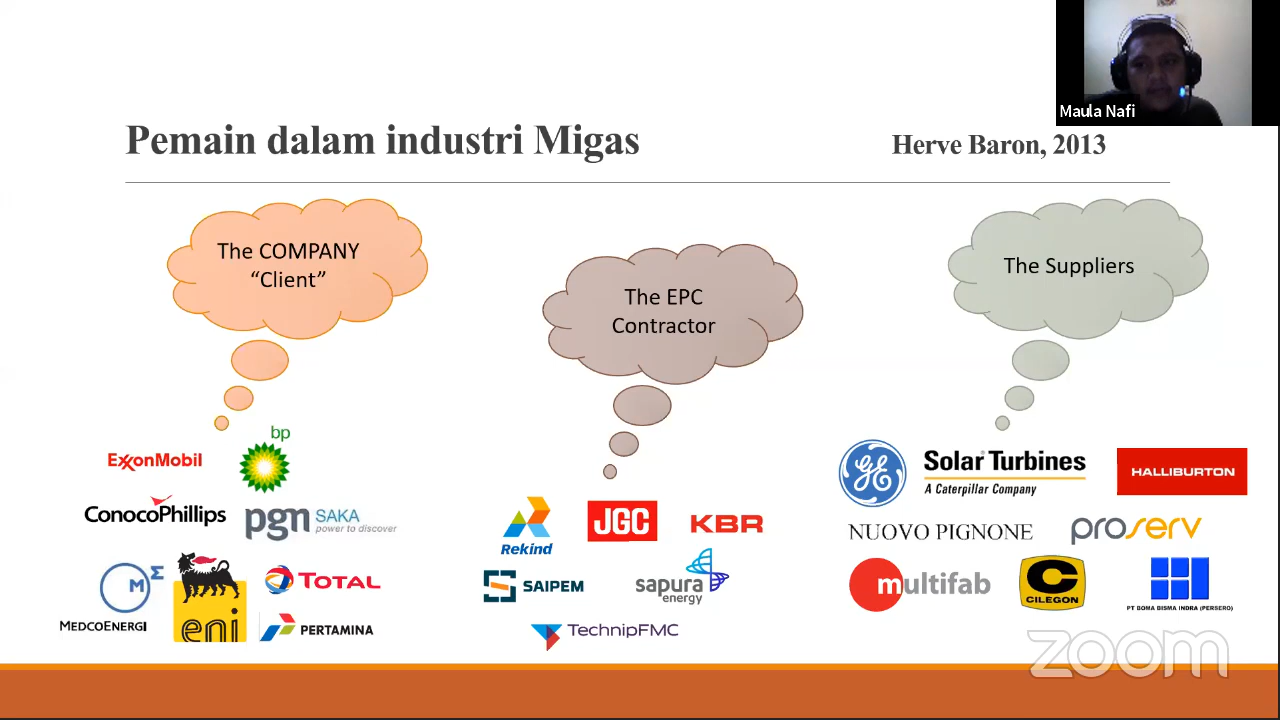 Maula Nafi
Pemain dalam industri Migas
Herve Baron, 2013
The COMPANY
“Client”
The EPC
Contractor
The Suppliers
bp
ExxonMobil
ConocoPhillips
pgn SAKA
power to discover
M E
MEDCOENERGI
eni
TOTAL
PERTAMINA
Rekind
JGC
KBR
SAIPEM
sapura
energy
TechnipFMC
GE
Solar Turbines
A Caterpillar Company
HALLIBURTON
NUOVO PIGNONE
proserv
multifab
C
CILEGON
PT BOMA BISMA INDRA (PERSERO)
zoom